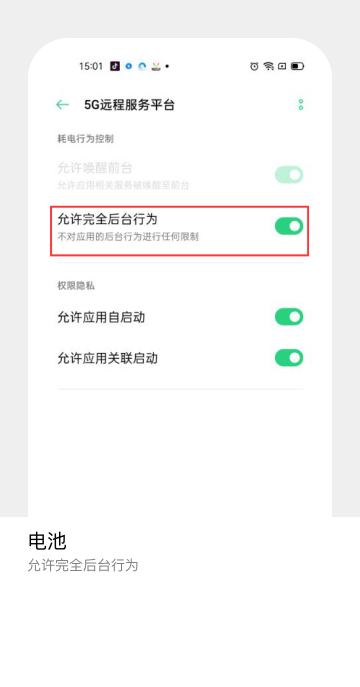 15:01
5G远程服务平台
耗电行为控制
允许唤醒前台
允许应用相关服务被唤醒至前台
允许完全后台行为
不对应用的后台行为进行任何限制
权限隐私
允许应用自启动
允许应用关联启动
电池
允许完全后台行为